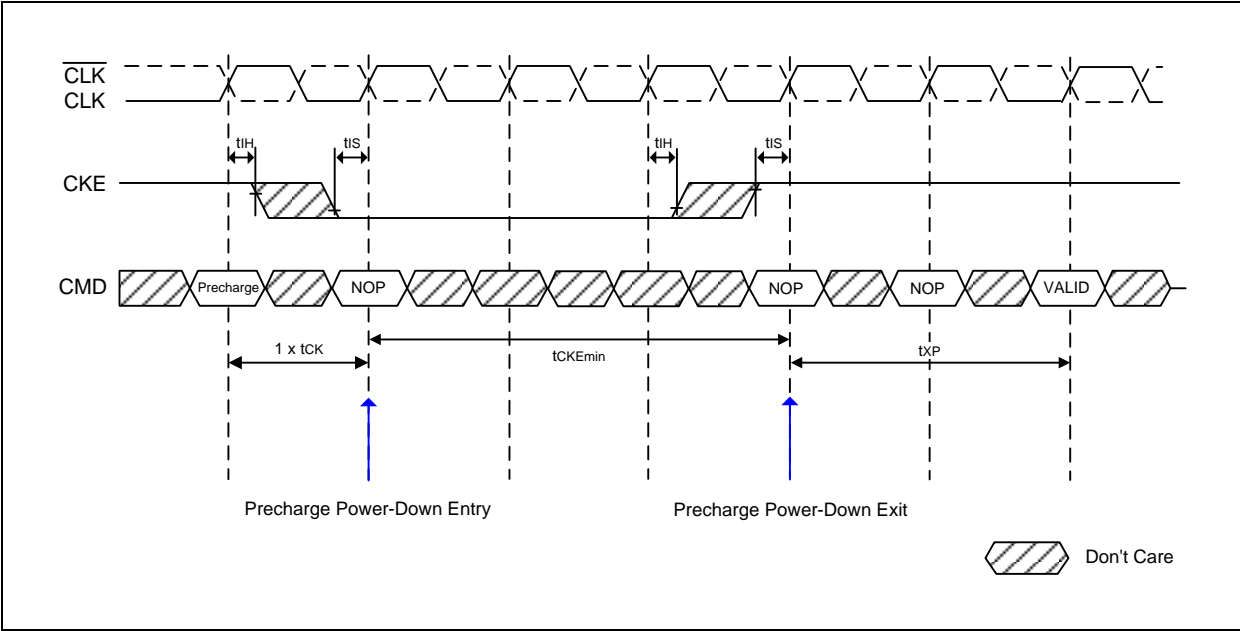 CLK
CLK
tIH tIS tIH tIS
CKE
CMD Precharge NOP NOP NOP VALID
1 x tCK tCKEmin tXP
Precharge Power-Down Entry Precharge Power-Down Exit
Don't Care